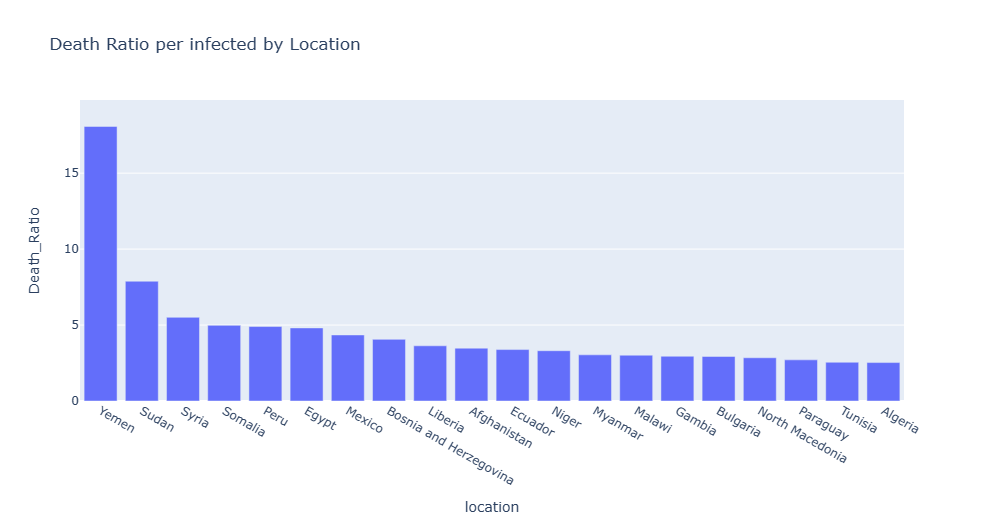 Death Ratio per infected by Location
Death_Ratio
15
10
5
0
Yemen
Sudan
Syria
Somalia
Peru
Egypt
Mexico
Bosnia and Herzegovina
Liberia
Afghanistan
Ecuador
Niger
Myanmar
Malawi
Gambia
Bulgaria
North Macedonia
Paraguay
Tunisia
Algeria
location